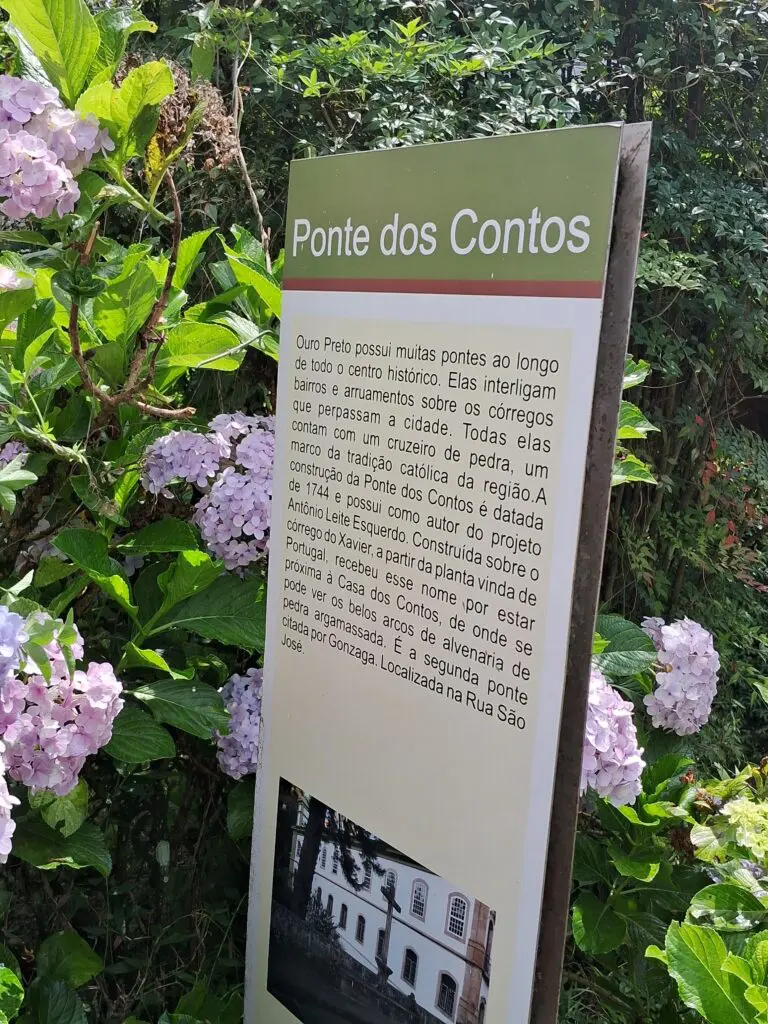 Ponte dos Contos
Ouro Preto possui muitas pontes ao longo
de todo o centro histórico. Elas interligam
bairros e arruamentos sobre os córregos
que perpassam a cidade. Todas elas
contam com um cruzeiro de pedra, um
marco da tradição católica da região.A
construção da Ponte dos Contos é datada
de 1744 e possui como autor do projeto
Antônio Leite Esquerdo. Construída sobre o
córrego do Xavier, a partir da planta vinda de
Portugal, recebeu esse nome por estar
próxima à Casa dos Contos, de onde se
pode ver os belos arcos de alvenaria de
pedra argamassada. É a segunda ponte
citada por Gonzaga. Localizada na Rua São
José.